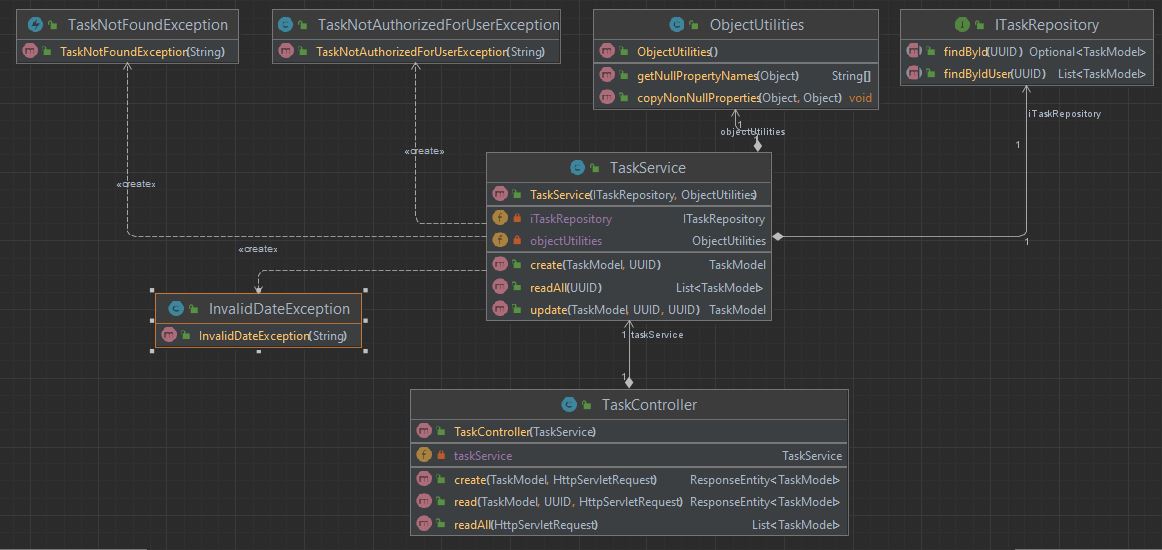 TaskNotFoundException
TaskNotFoundException(String)
TaskNotAuthorizedForUserException
TaskNotAuthorizedForUserException(String)
ObjectUtilities
ObjectUtilities()
getNullPropertyNames(Object) String[]
copyNonNullProperties(Object, Object) void
ITaskRepository
findById(UUID) Optional<TaskModel>
findByIdUser(UUID) List<TaskModel>
iTaskRepository
1
1
1
objectUtilities
1
«create»
«create»
«create»
TaskService
TaskService(ITaskRepository, ObjectUtilities)
iTaskRepository ITaskRepository
objectUtilities ObjectUtilities
create(TaskModel, UUID) TaskModel
readAll(UUID) List<TaskModel>
update(TaskModel, UUID, UUID) TaskModel
InvalidDateException
InvalidDateException(String)
1 taskService
1
TaskController
TaskController(TaskService)
taskService TaskService
create(TaskModel, HttpServletRequest) ResponseEntity<TaskModel>
read(TaskModel, UUID, HttpServletRequest) ResponseEntity<TaskModel>
readAll(HttpServletRequest) List<TaskModel>